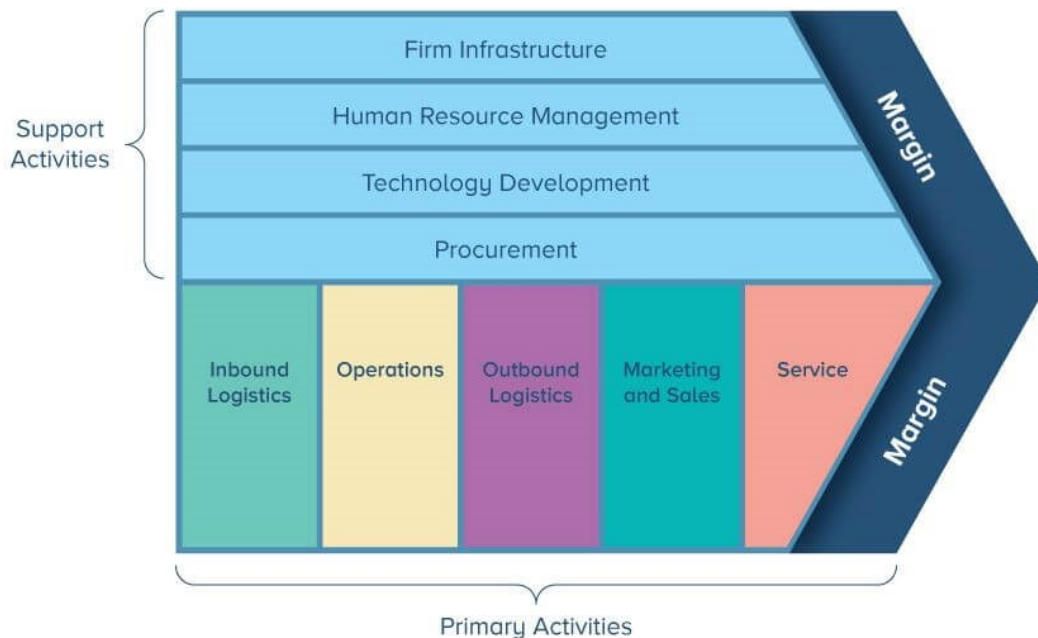 Support
Activities
Firm Infrastructure
Human Resource Management
Technology Development
Procurement
Margin
Inbound
Logistics
Operations
Outbound
Logistics
Marketing
and Sales
Service
Margin
Primary Activities